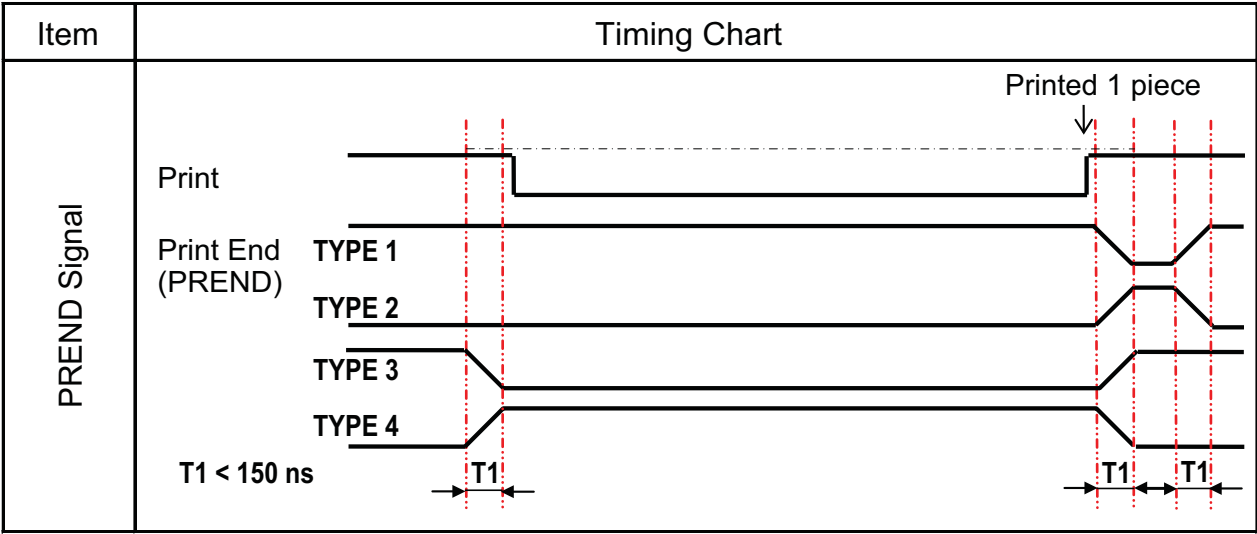 Item
Timing Chart
Printed 1 piece
PREND Signal
Print
Print End
(PREND)
TYPE 1
TYPE 2
TYPE 3
TYPE 4
T1 < 150 ns
T1
T1
T1